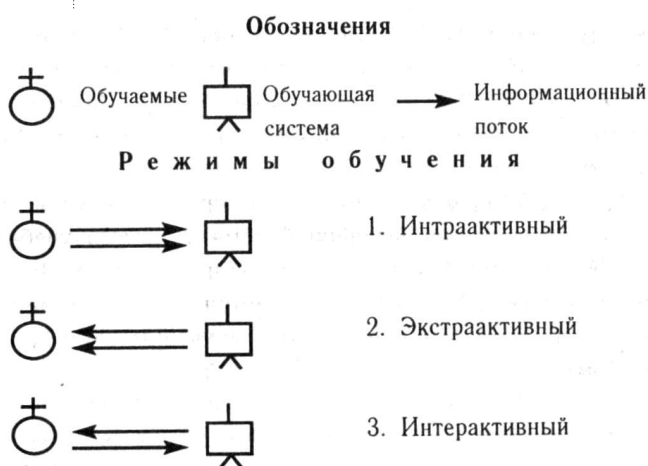 Обозначения
Обучаемые
Обучающая система
Информационный поток
Режимы обучения
1. Интраактивный
2. Экстраактивный
3. Интерактивный